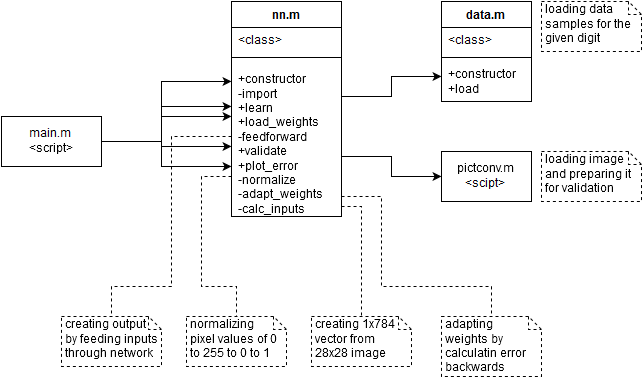 nn.m
<class>
+constructor
-import
+learn
+load_weights
-feedforward
+validate
+plot_error
-normalize
-adapt_weights
-calc_inputs
data.m
<class>
+constructor
+load
loading data
samples for the
given digit
main.m
<script>
pictconv.m
<scipt>
loading image
and preparing it
for validation
creating output
by feeding inputs
through network
normalizing
pixel values of 0
to 255 to 0 to 1
creating 1x784
vector from
28x28 image
adapting
weights by
calculatin error
backwards